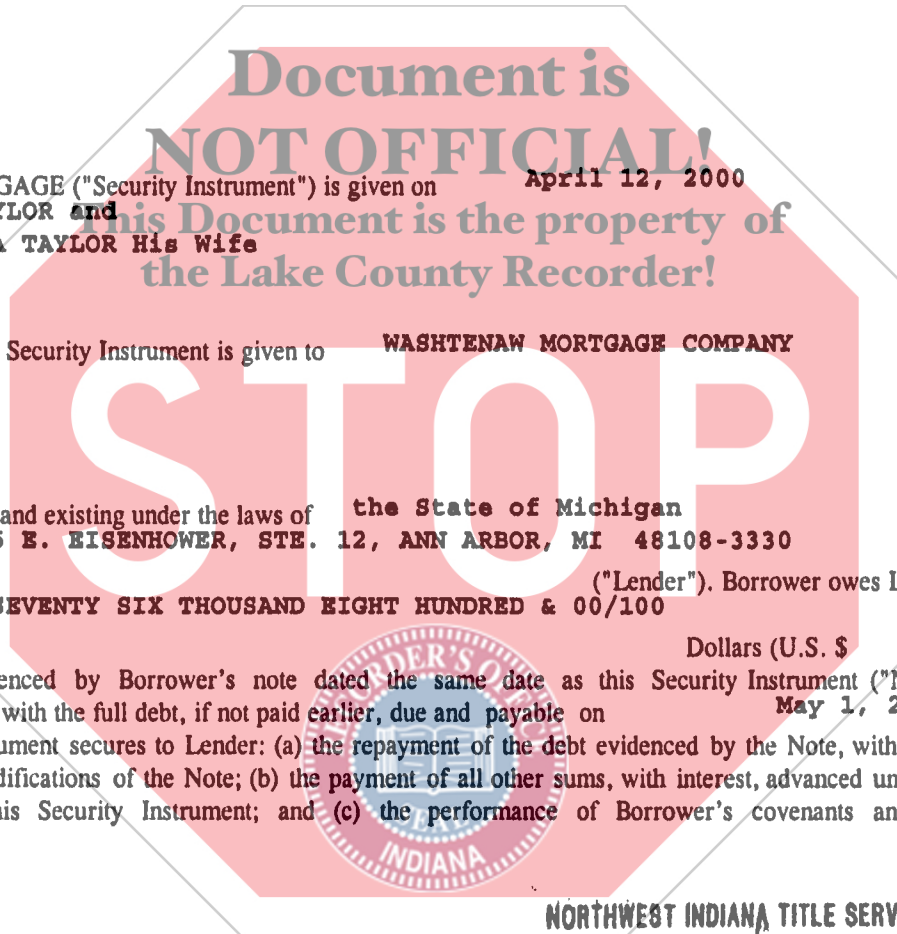 Document is
NOT OFFICIAL!
GAGE ("Security Instrument") is given on April 12, 2000
YLOR and
This Document is the property of
A TAYLOR His Wife
the Lake County Recorder!
Security Instrument is given to WASHTENAW MORTGAGE COMPANY
STOP
and existing under the laws of the State of Michigan
5 E. EISENHOWER, STE. 12, ANN ARBOR, MI 48108-3330
("Lender"). Borrower owes L
SEVENTY SIX THOUSAND EIGHT HUNDRED & 00/100
Dollars (U.S. $
enced by Borrower's note dated the same date as this Security Instrument ("N
with the full debt, if not paid earlier, due and payable on May 1, 2
ument secures to Lender: (a) the repayment of the debt evidenced by the Note, with
difications of the Note; (b) the payment of all other sums, with interest, advanced un
his Security Instrument; and (c) the performance of Borrower's covenants an
RECORDER'S OFFICE
SEAL
INDIANA
NORTHWEST INDIANA TITLE SERV